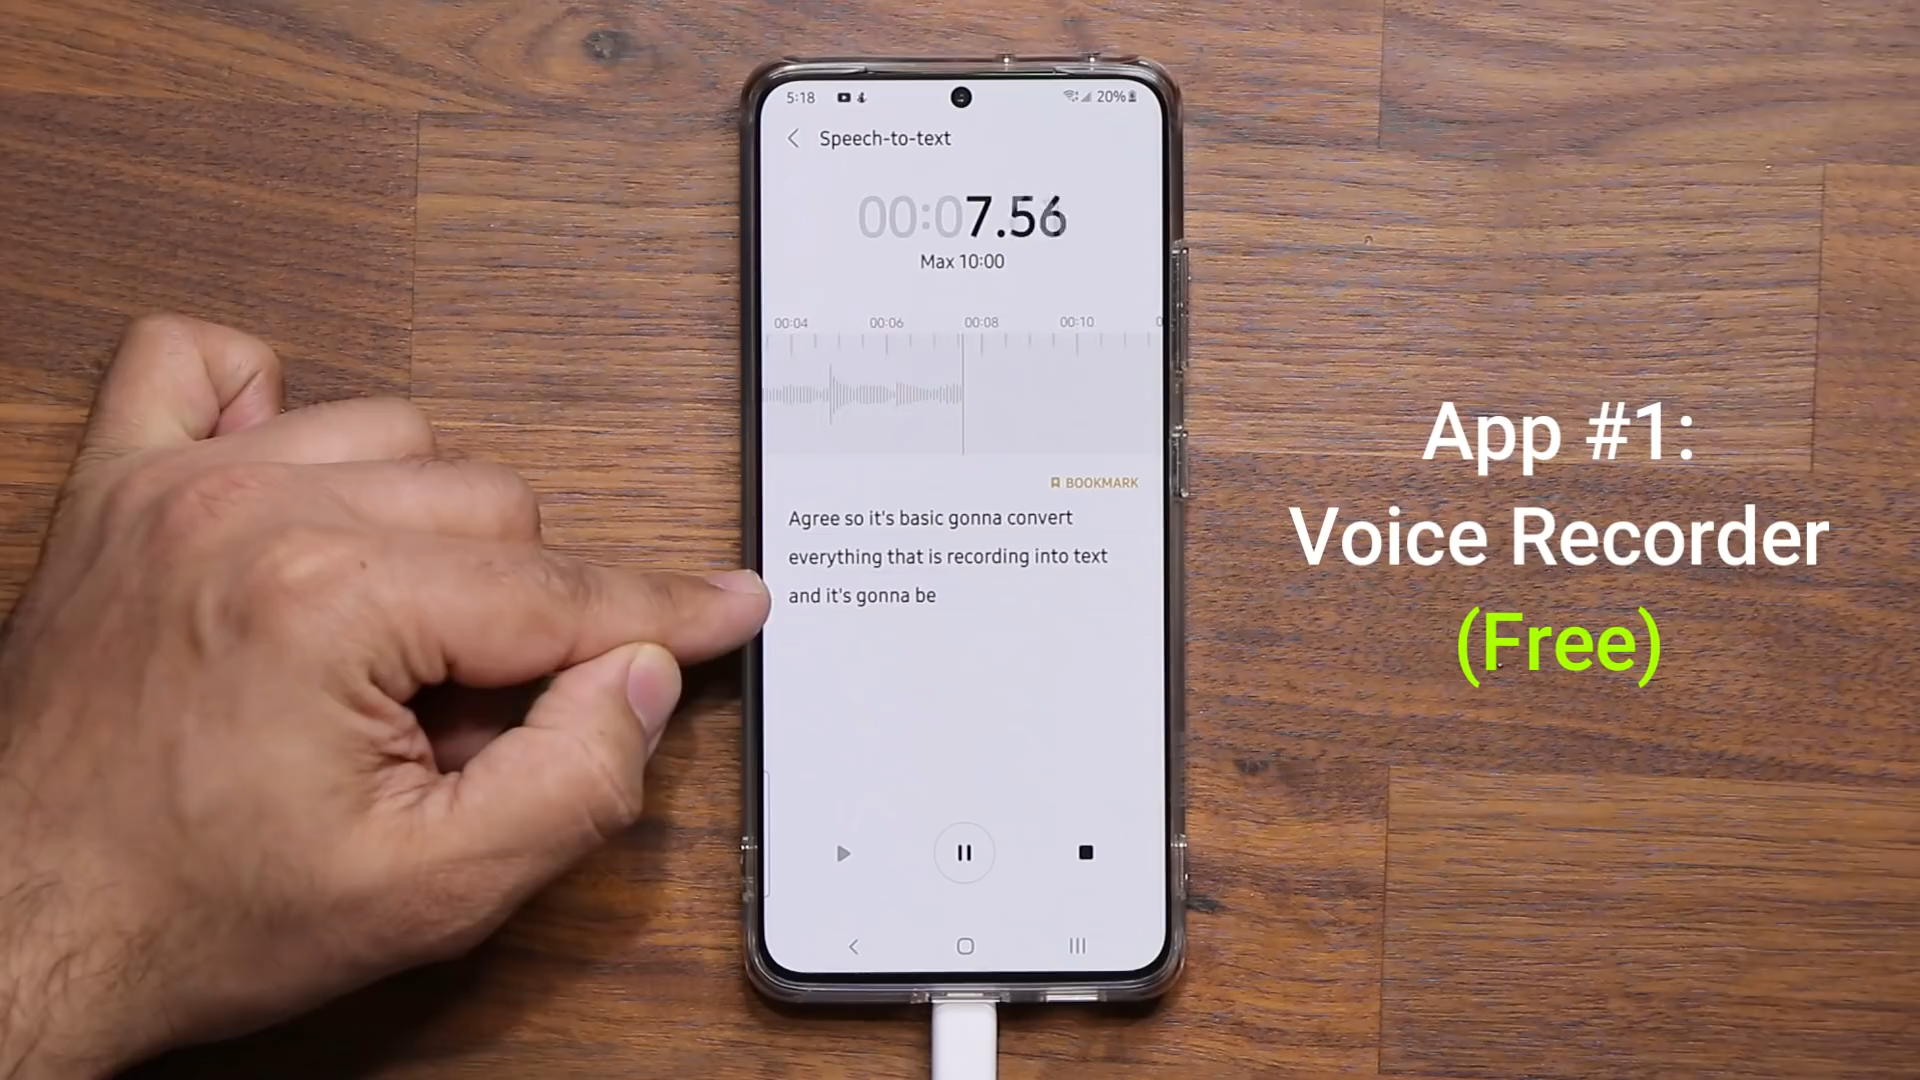 5:18
20%
Speech-to-text
00:07.56
Max 10:00
00:04 00:06 00:08 00:10 0
BOOKMARK
Agree so it's basic gonna convert
everything that is recording into text
and it's gonna be
App #1:
Voice Recorder
(Free)